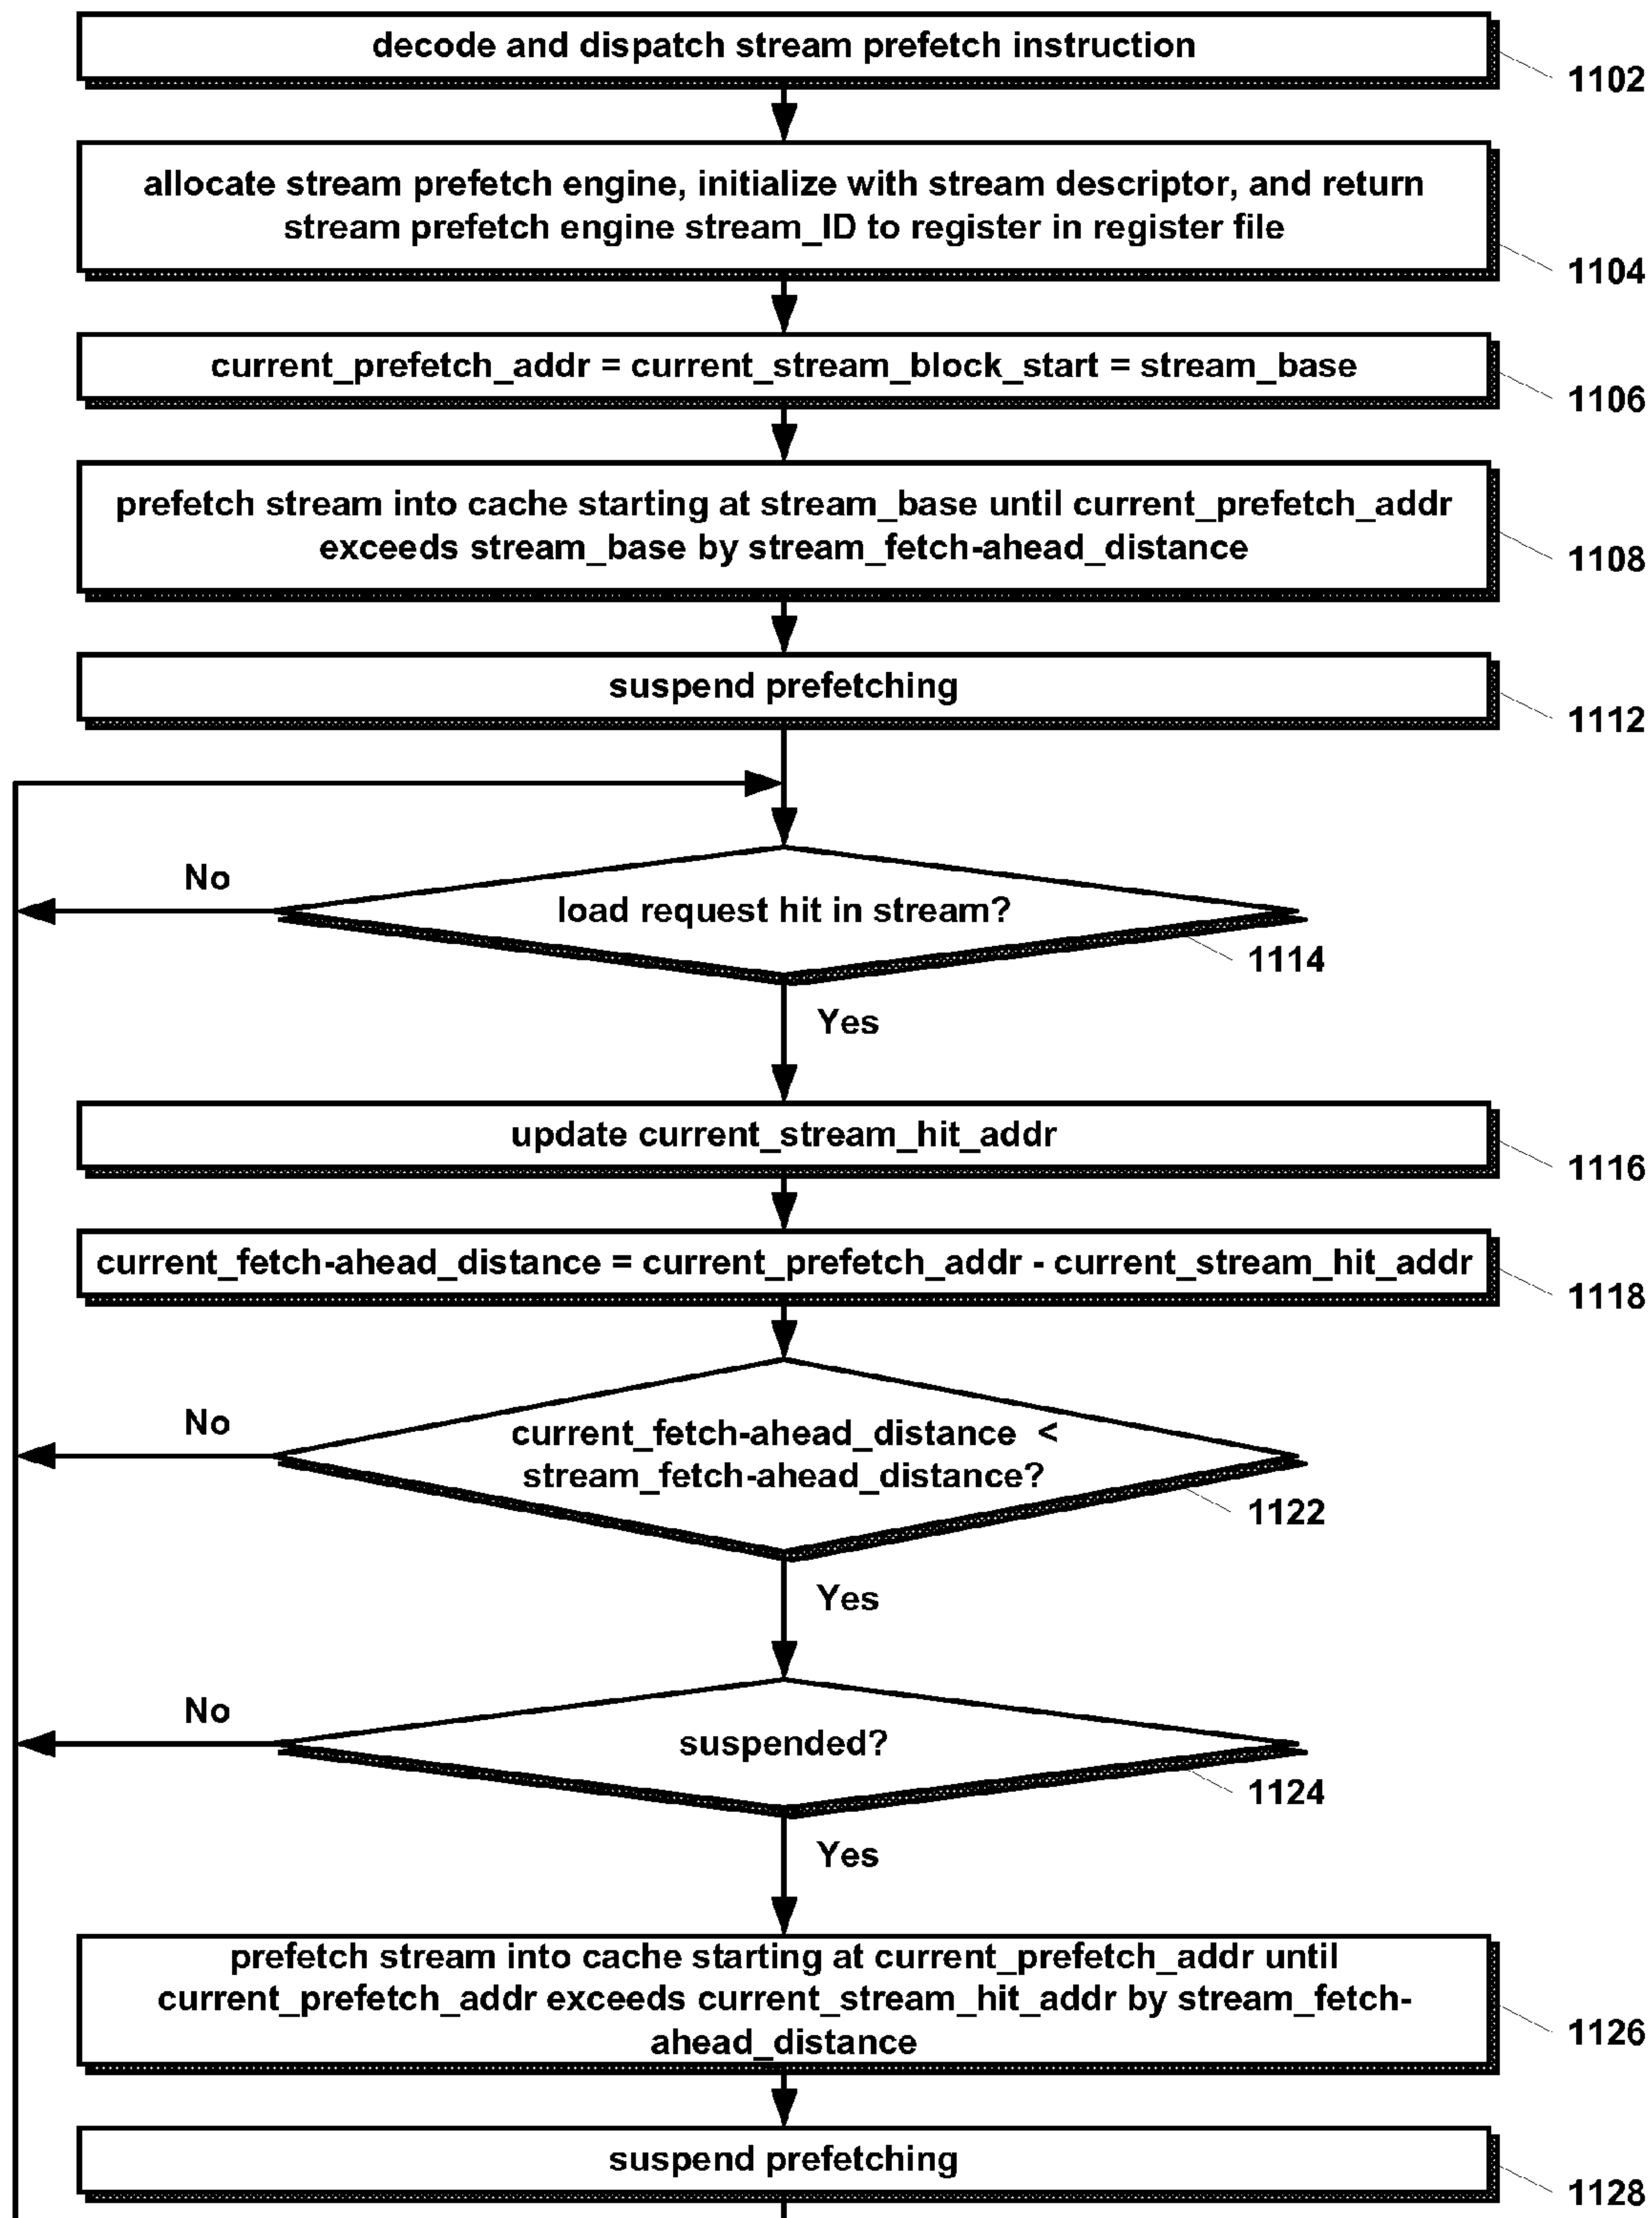 decode and dispatch stream prefetch instruction
1102
allocate stream prefetch engine, initialize with stream descriptor, and return
stream prefetch engine stream_ID to register in register file
1104
current_prefetch_addr = current_stream_block_start = stream_base
1106
prefetch stream into cache starting at stream_base until current_prefetch_addr
exceeds stream_base by stream_fetch-ahead_distance
1108
suspend prefetching
1112
No
load request hit in stream?
1114
Yes
update current_stream_hit_addr
1116
current_fetch-ahead_distance = current_prefetch_addr - current_stream_hit_addr
1118
No
current_fetch-ahead_distance <
stream_fetch-ahead_distance?
1122
Yes
No
suspended?
1124
Yes
prefetch stream into cache starting at current_prefetch_addr until
current_prefetch_addr exceeds current_stream_hit_addr by stream_fetch-
ahead_distance
1126
suspend prefetching
1128